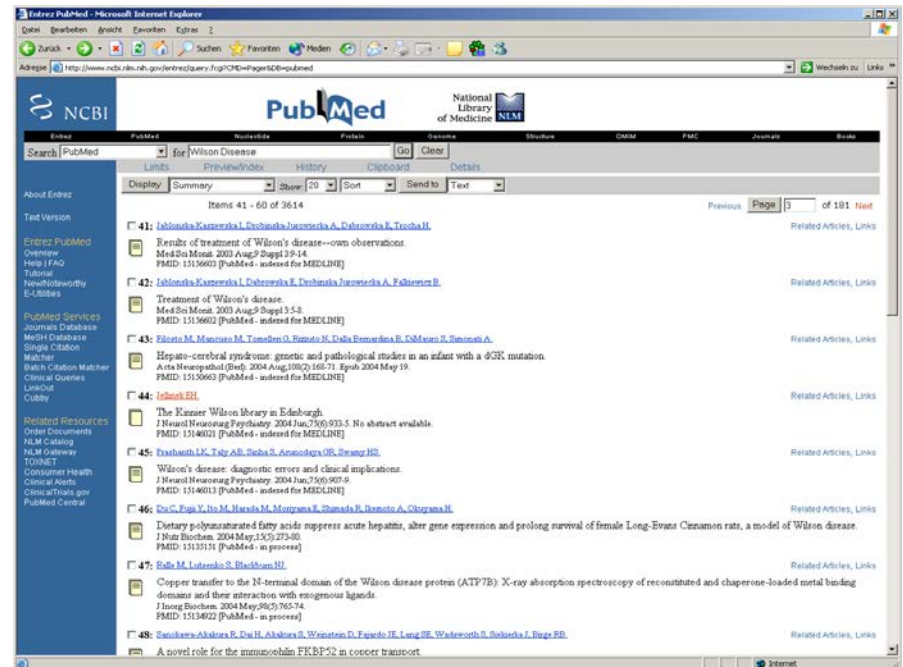 Entrez PubMed - Microsoft Internet Explorer
Datei Bearbeiten Ansicht Favoriten Extras ?
Zurück Suchen Favoriten Medien
Adresse http://www.ncbi.nlm.nih.gov/entrez/query.fcgi?CMD=Pager&DB=pubmed Wechseln zu Links
NCBI PubMed National Library of Medicine NLM
Entrez PubMed Nucleotide Protein Genome Structure OMIM PMC Journals Books
Search PubMed for Wilson Disease Go Clear
Limits Preview/Index History Clipboard Details
Display Summary Show: 20 Sort Send to Text
Items 41 - 60 of 3614 Previous Page 3 of 181 Next
About Entrez
Text Version
Entrez PubMed
Overview
Help | FAQ
Tutorial
New/Noteworthy
E-Utilities
PubMed Services
Journals Database
MeSH Database
Single Citation
Matcher
Batch Citation Matcher
Clinical Queries
LinkOut
Cubby
Related Resources
Order Documents
NLM Catalog
NLM Gateway
TOXNET
Consumer Health
Clinical Alerts
ClinicalTrials.gov
PubMed Central
41: Jablonska-Kaszewska I, Drobinska-Jurowiecka A, Dabrowska E, Trocha H. Related Articles, Links
Results of treatment of Wilson's disease--own observations.
Med Sci Monit. 2003 Aug;9 Suppl 3:9-14.
PMID: 15156603 [PubMed - indexed for MEDLINE]
42: Jablonska-Kaszewska I, Dabrowska E, Drobinska Jurowiecka A, Falkiewicz B. Related Articles, Links
Treatment of Wilson's disease.
Med Sci Monit. 2003 Aug;9 Suppl 3:5-8.
PMID: 15156602 [PubMed - indexed for MEDLINE]
43: Filosto M, Mancuso M, Tomelleri G, Rizzuto N, Dalla Bernardina B, DiMauro S, Simonati A. Related Articles, Links
Hepato-cerebral syndrome: genetic and pathological studies in an infant with a dGK mutation.
Acta Neuropathol (Berl). 2004 Aug;108(2):168-71. Epub 2004 May 19.
PMID: 15150663 [PubMed - indexed for MEDLINE]
44: Jellinek EH. Related Articles, Links
The Kinnier Wilson library in Edinburgh.
J Neurol Neurosurg Psychiatry. 2004 Jun;75(6):933-5. No abstract available.
PMID: 15146021 [PubMed - indexed for MEDLINE]
45: Prashanth LK, Taly AB, Sinha S, Arunodaya GR, Swamy HS. Related Articles, Links
Wilson's disease: diagnostic errors and clinical implications.
J Neurol Neurosurg Psychiatry. 2004 Jun;75(6):907-9.
PMID: 15146013 [PubMed - indexed for MEDLINE]
46: Du C, Fujii Y, Ito M, Harada M, Moriyama E, Shimada R, Ikemoto A, Okuyama H. Related Articles, Links
Dietary polyunsaturated fatty acids suppress acute hepatitis, alter gene expression and prolong survival of female Long-Evans Cinnamon rats, a model of Wilson disease.
J Nutr Biochem. 2004 May;15(5):273-80.
PMID: 15135151 [PubMed - in process]
47: Ralle M, Lutsenko S, Blackburn NJ. Related Articles, Links
Copper transfer to the N-terminal domain of the Wilson disease protein (ATP7B): X-ray absorption spectroscopy of reconstituted and chaperone-loaded metal binding
domains and their interaction with exogenous ligands.
J Inorg Biochem. 2004 May;98(5):765-74.
PMID: 15134922 [PubMed - in process]
48: Sanokawa-Akakura R, Dai H, Akakura S, Weinstein D, Fajardo JE, Lang SE, Wadsworth S, Siekierka J, Birge RB. Related Articles, Links
A novel role for the immunophilin FKBP52 in copper transport.
Internet